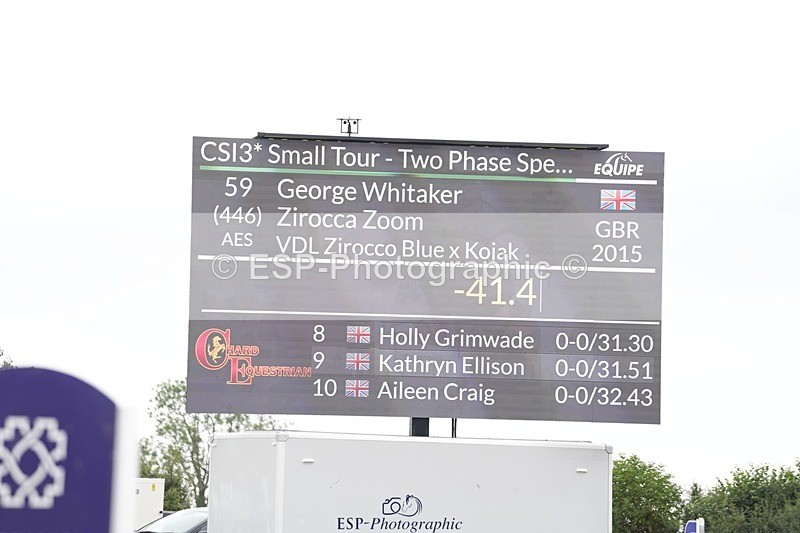 CSI3* Small Tour - Two Phase Spe...
EQUIPE
59 George Whitaker
(446) Zirocca Zoom GBR
AES VDL Zirocco Blue x Kojak 2015
© ESP-Photographic ©
-41.4
CHARD EQUESTRIAN
8 Holly Grimwade 0-0/31.30
9 Kathryn Ellison 0-0/31.51
10 Aileen Craig 0-0/32.43
ESP-Photographic